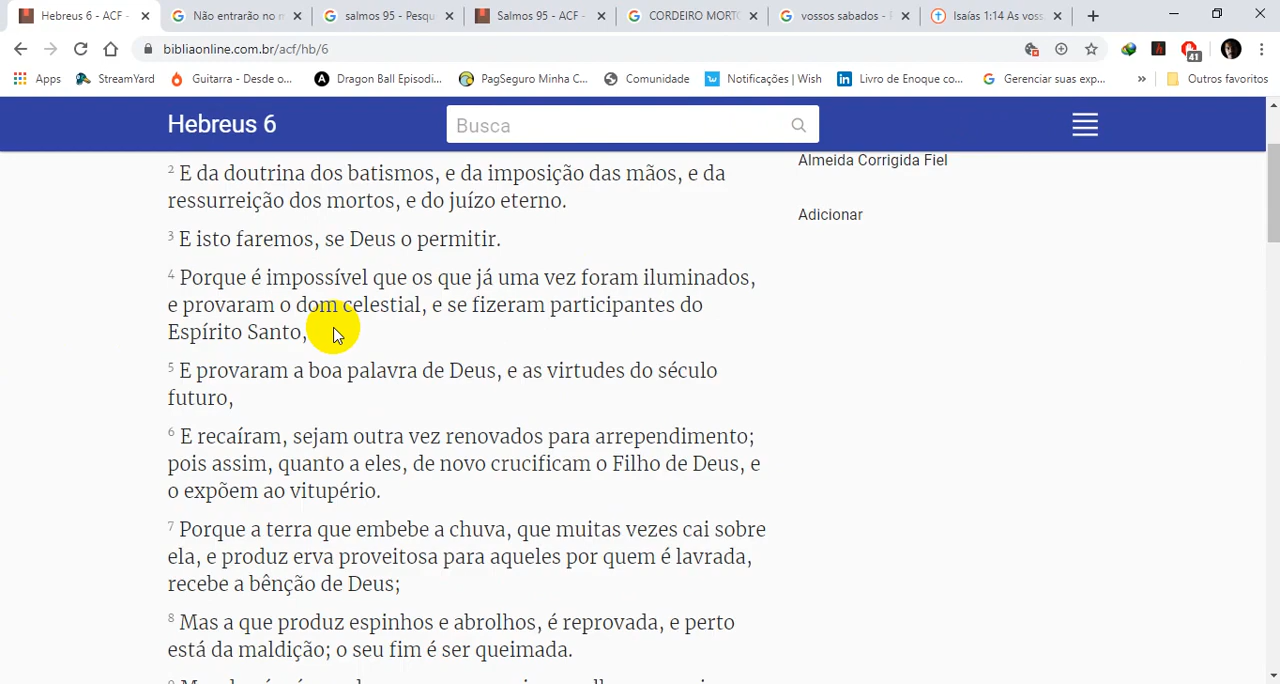 Hebreus 6 - ACF -
Não entrarão no m
salmos 95 - Pesqu
Salmos 95 - ACF -
CORDEIRO MORTO
vossos sabados - P
Isaías 1:14 As voss
bibliaonline.com.br/acf/hb/6
41
Apps
StreamYard
Guitarra - Desde o...
Dragon Ball Episodi...
PagSeguro Minha C...
Comunidade
Notificações | Wish
Livro de Enoque co...
Gerenciar suas exp...
»
Outros favoritos
Hebreus 6
Busca
2 E da doutrina dos batismos, e da imposição das mãos, e da
ressurreição dos mortos, e do juízo eterno.
3 E isto faremos, se Deus o permitir.
4 Porque é impossível que os que já uma vez foram iluminados,
e provaram o dom celestial, e se fizeram participantes do
Espírito Santo,
5 E provaram a boa palavra de Deus, e as virtudes do século
futuro,
6 E recaíram, sejam outra vez renovados para arrependimento;
pois assim, quanto a eles, de novo crucificam o Filho de Deus, e
o expõem ao vitupério.
7 Porque a terra que embebe a chuva, que muitas vezes cai sobre
ela, e produz erva proveitosa para aqueles por quem é lavrada,
recebe a bênção de Deus;
8 Mas a que produz espinhos e abrolhos, é reprovada, e perto
está da maldição; o seu fim é ser queimada.
Almeida Corrigida Fiel
Adicionar